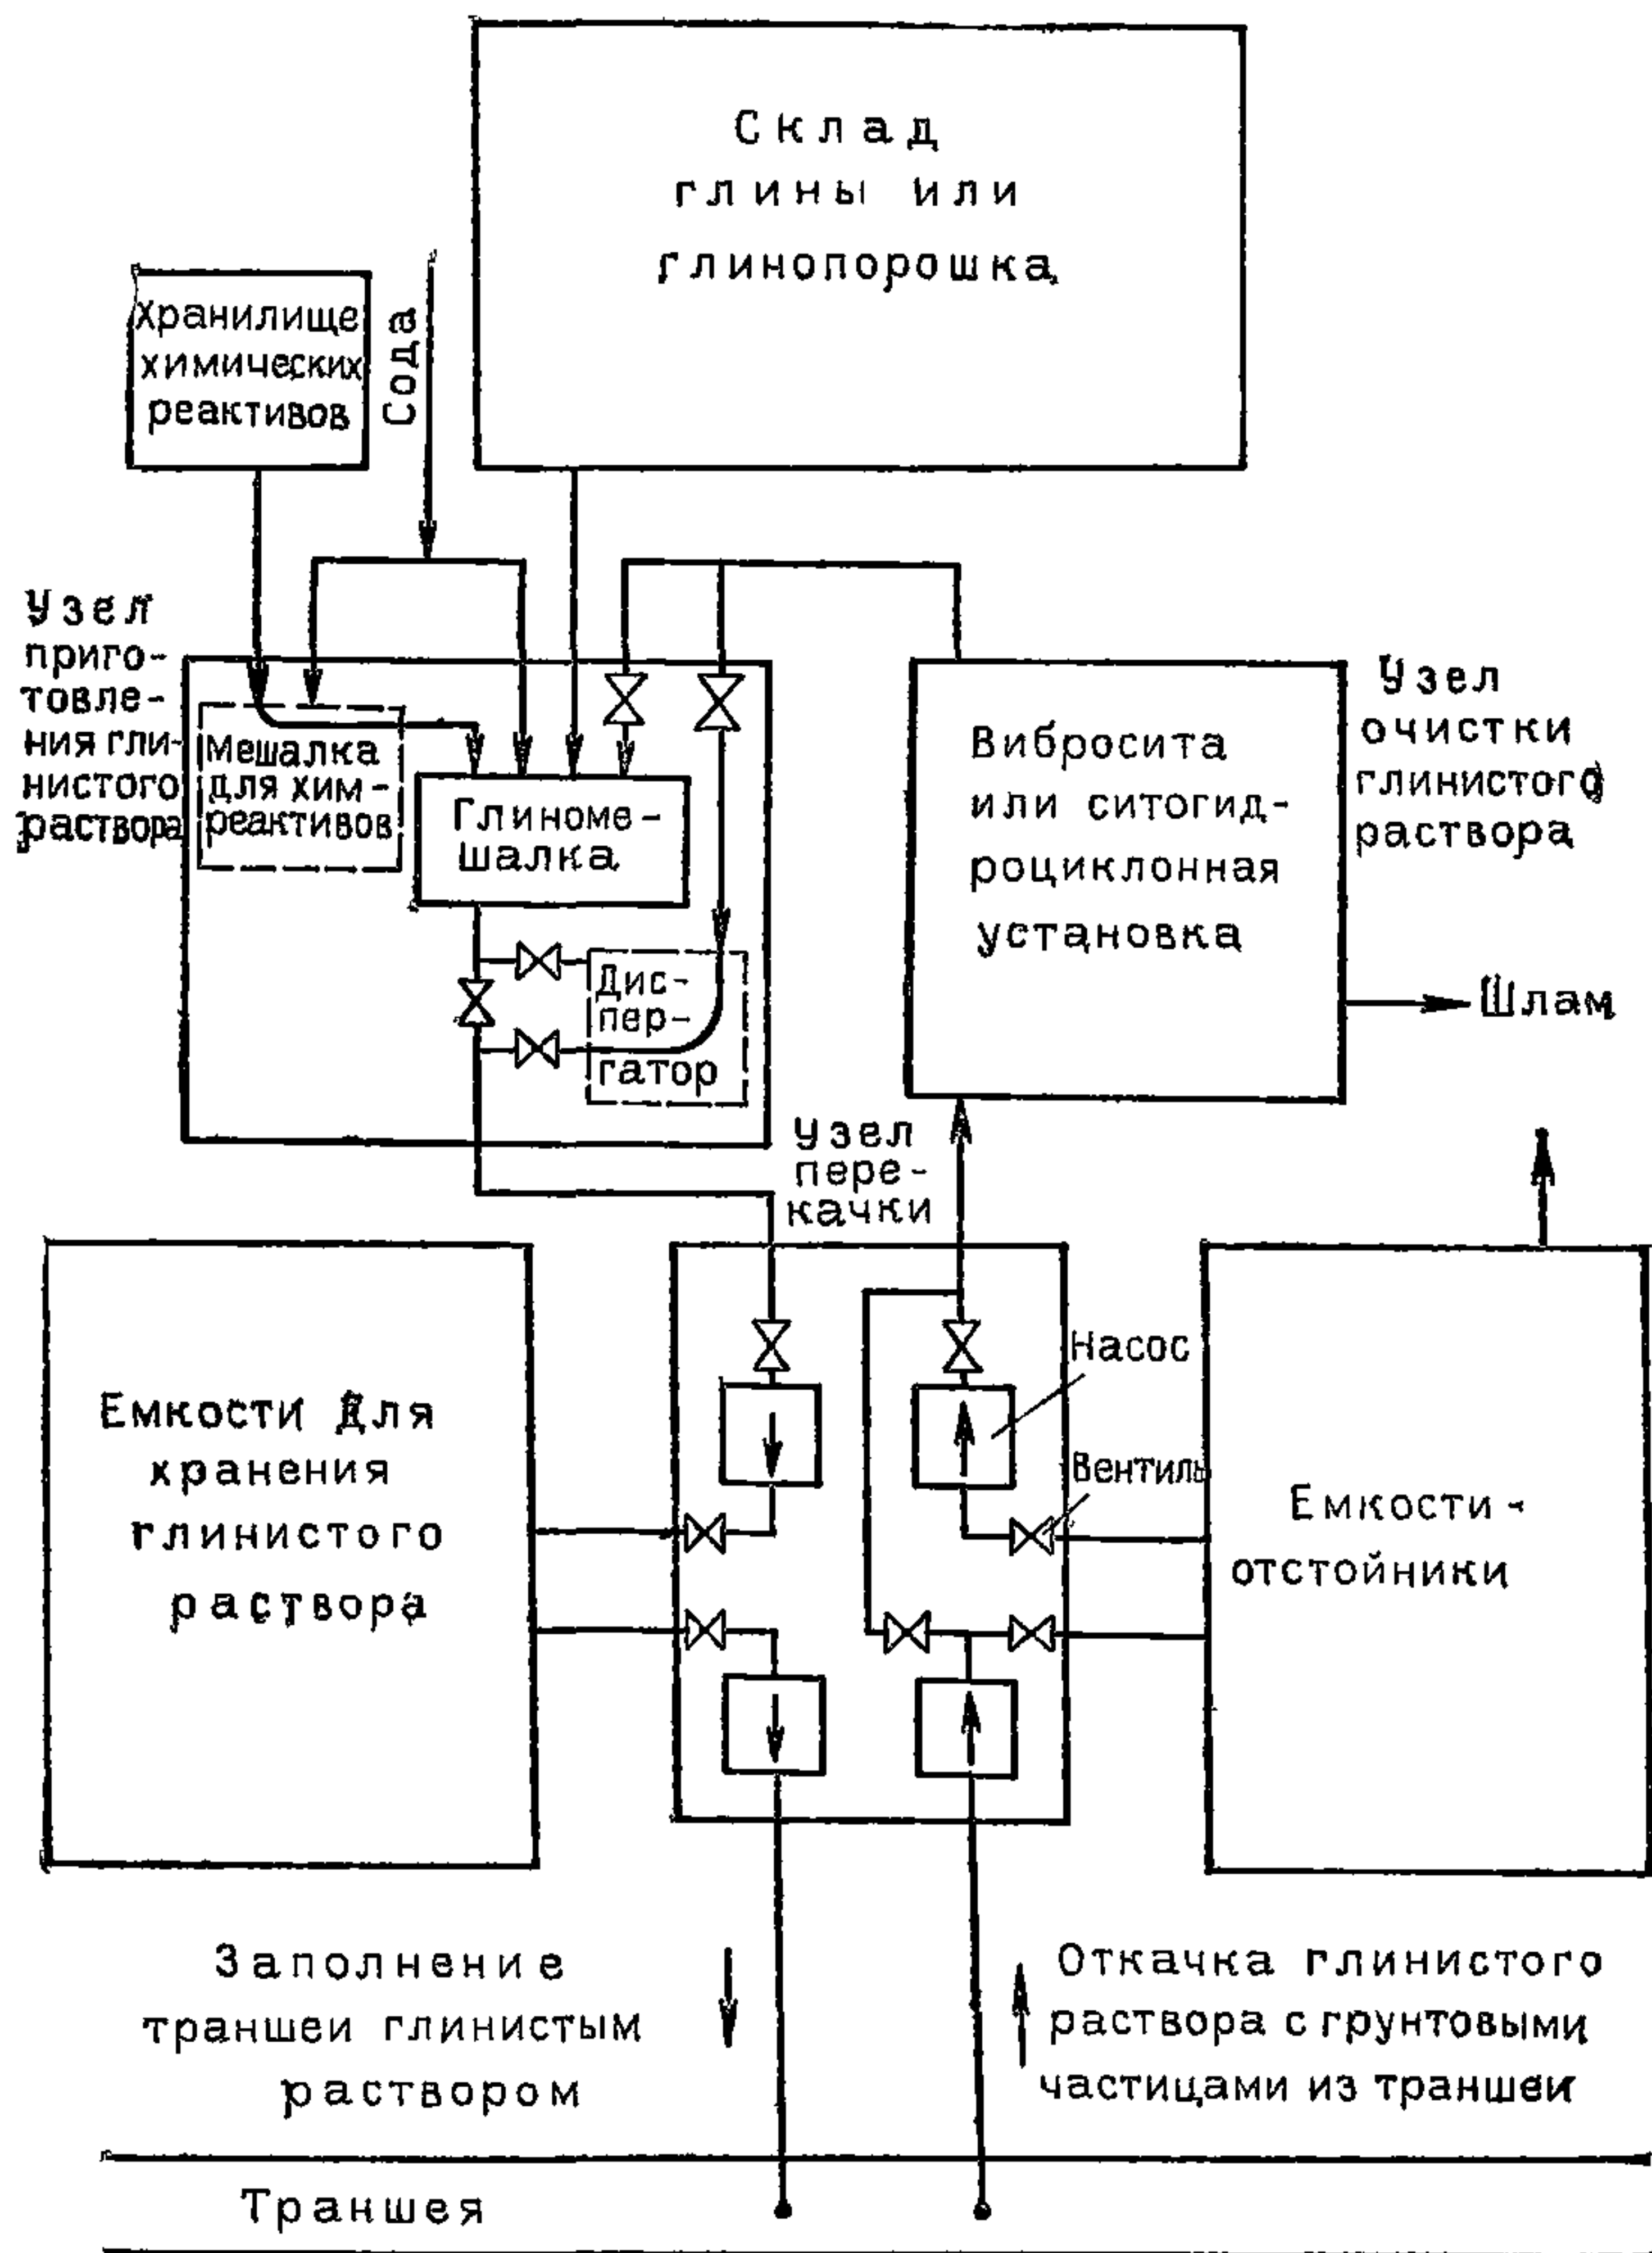 Склад
глины или
глинопорошка
Хранилище
химических
реактивов
Сода
Узел
приго-
товле-
ния гли-
нистого
раствора
Мешалка
для хим-
реактивов
Глиноме-
шалка
Дис-
пер-
гатор
Вибросита
или ситогид-
роциклонная
установка
Узел
очистки
глинистого
раствора
Шлам
Узел
пере-
качки
Емкости для
хранения
глинистого
раствора
Насос
Вентиль
Емкости-
отстойники
Заполнение
траншеи глинистым
раствором
Откачка глинистого
раствора с грунтовыми
частицами из траншеи
Траншея